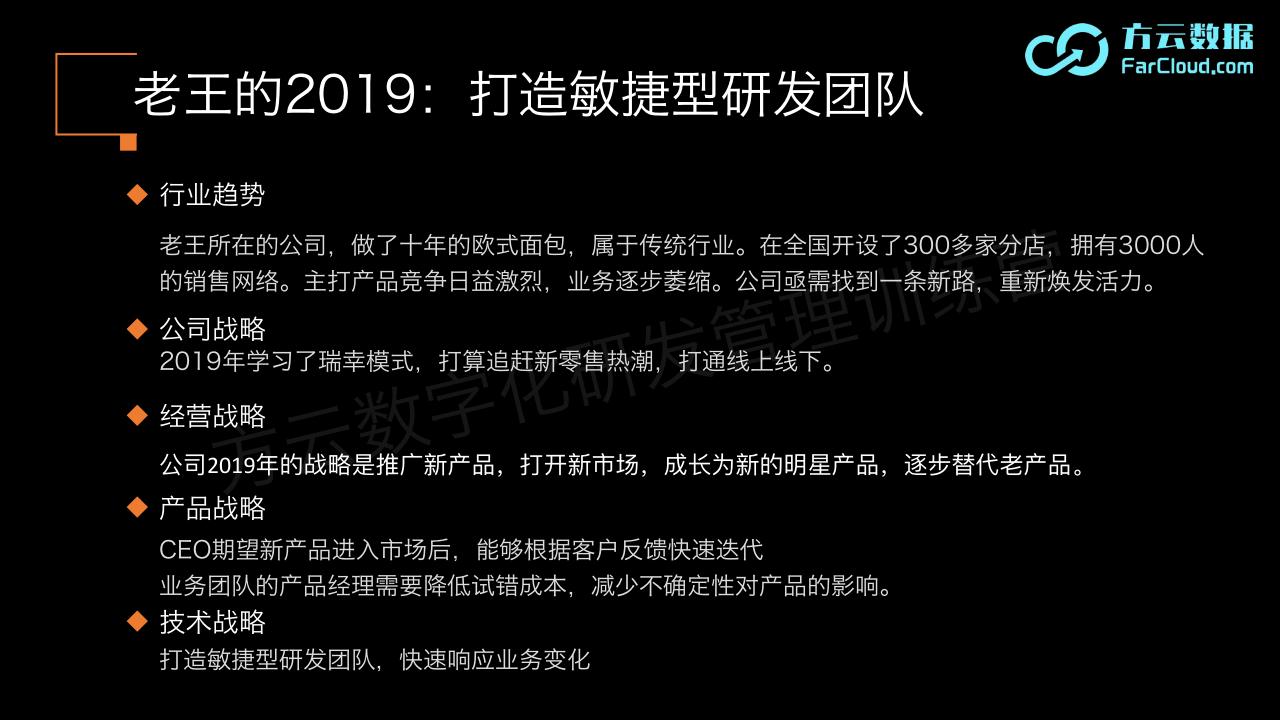 方云数据
FarCloud.com
老王的2019：打造敏捷型研发团队
行业趋势
老王所在的公司，做了十年的欧式面包，属于传统行业。在全国开设了300多家分店，拥有3000人
的销售网络。主打产品竞争日益激烈，业务逐步萎缩。公司亟需找到一条新路，重新焕发活力。
公司战略
2019年学习了瑞幸模式，打算追赶新零售热潮，打通线上线下。
经营战略
公司2019年的战略是推广新产品，打开新市场，成长为新的明星产品，逐步替代老产品。
产品战略
CEO期望新产品进入市场后，能够根据客户反馈快速迭代
业务团队的产品经理需要降低试错成本，减少不确定性对产品的影响。
技术战略
打造敏捷型研发团队，快速响应业务变化
方云数字化研发管理训练营